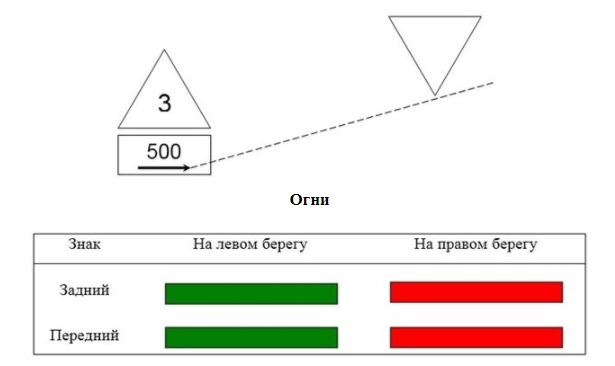 3
500
Огни
Знак На левом берегу На правом берегу
Задний
Передний